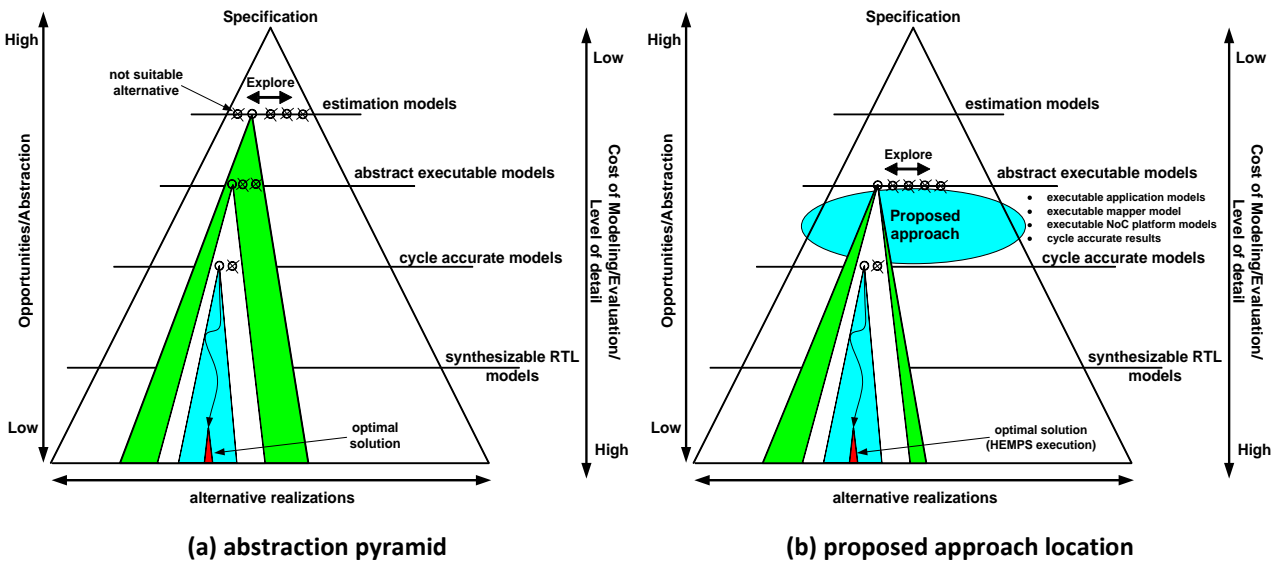 Specification
High
Low
not suitable
alternative
Explore
estimation models
abstract executable models
cycle accurate models
synthesizable RTL
models
Opportunities/Abstraction
Cost of Modeling/Evaluation/
Level of detail
optimal
solution
Low
High
alternative realizations
(a) abstraction pyramid
Specification
High
Low
estimation models
Explore
abstract executable models
• executable application models
• executable mapper model
• executable NoC platform models
• cycle accurate results
Proposed
approach
cycle accurate models
synthesizable RTL
models
Opportunities/Abstraction
Cost of Modeling/Evaluation/
Level of detail
optimal solution
(HEMPS execution)
Low
High
alternative realizations
(b) proposed approach location